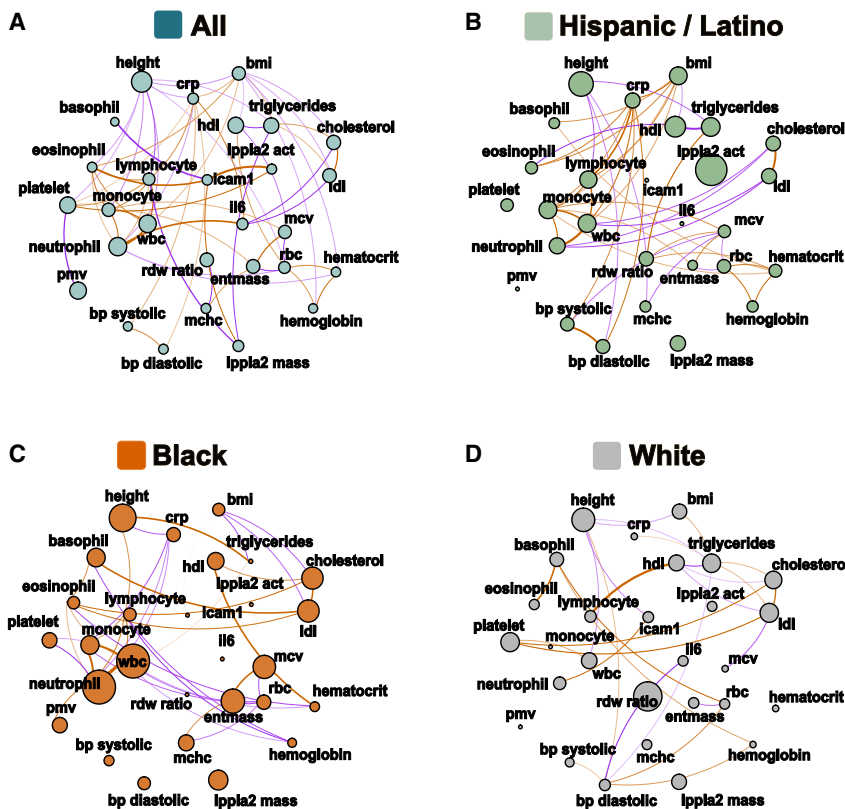 A
All
height
bmi
crp
basophil
triglycerides
hdl
cholesterol
eosinophil
lymphocyte
lppla2 act
platelet
icam1
ldl
monocyte
il6
mcv
neutrophil
wbc
rdw ratio
entmass
rbc
hematocrit
pmv
bp systolic
mchc
hemoglobin
bp diastolic
lppla2 mass
B
Hispanic / Latino
height
bmi
crp
basophil
triglycerides
hdl
cholesterol
eosinophil
lymphocyte
lppla2 act
platelet
icam1
ldl
monocyte
il6
mcv
neutrophil
wbc
rdw ratio
entmass
rbc
hematocrit
pmv
bp systolic
mchc
hemoglobin
bp diastolic
lppla2 mass
C
Black
height
bmi
crp
basophil
triglycerides
hdl
cholesterol
eosinophil
lymphocyte
lppla2 act
platelet
icam1
ldl
monocyte
il6
mcv
neutrophil
wbc
rdw ratio
entmass
rbc
hematocrit
pmv
bp systolic
mchc
hemoglobin
bp diastolic
lppla2 mass
D
White
height
bmi
crp
basophil
triglycerides
hdl
cholestero
eosinophil
lymphocyte
lppla2 act
platelet
icam1
ldl
monocyte
il6
mcv
neutrophil
wbc
rdw ratio
entmass
rbc
hematocrit
pmv
bp systolic
mchc
hemoglobin
bp diastolic
lppla2 mass